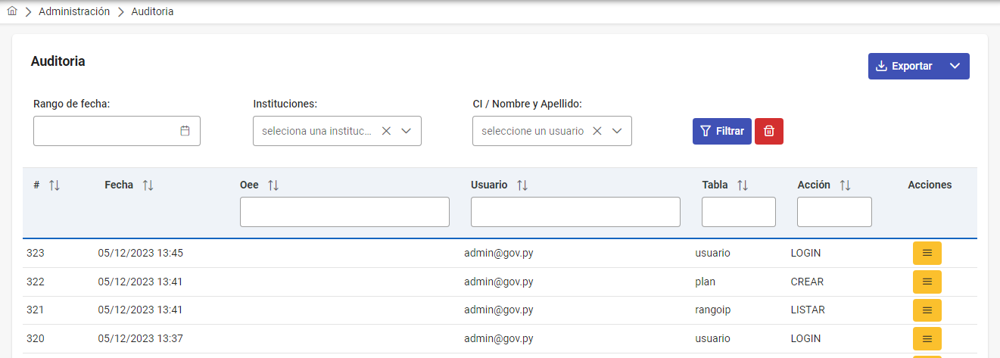 Administración Auditoria
Auditoria
Exportar
Rango de fecha: Instituciones: CI / Nombre y Apellido:
seleciona una instituc... seleccione un usuario Filtrar
# Fecha Oee Usuario Tabla Acción Acciones
323 05/12/2023 13:45 admin@gov.py usuario LOGIN
322 05/12/2023 13:41 admin@gov.py plan CREAR
321 05/12/2023 13:41 admin@gov.py rangoip LISTAR
320 05/12/2023 13:37 admin@gov.py usuario LOGIN